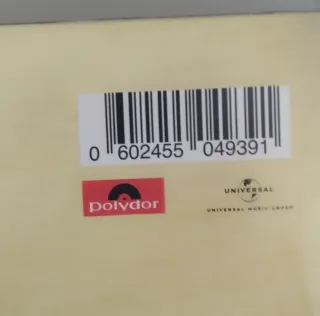 0 602455 049391
polydor
UNIVERSAL
UNIVERSAL MUSIC GROUP